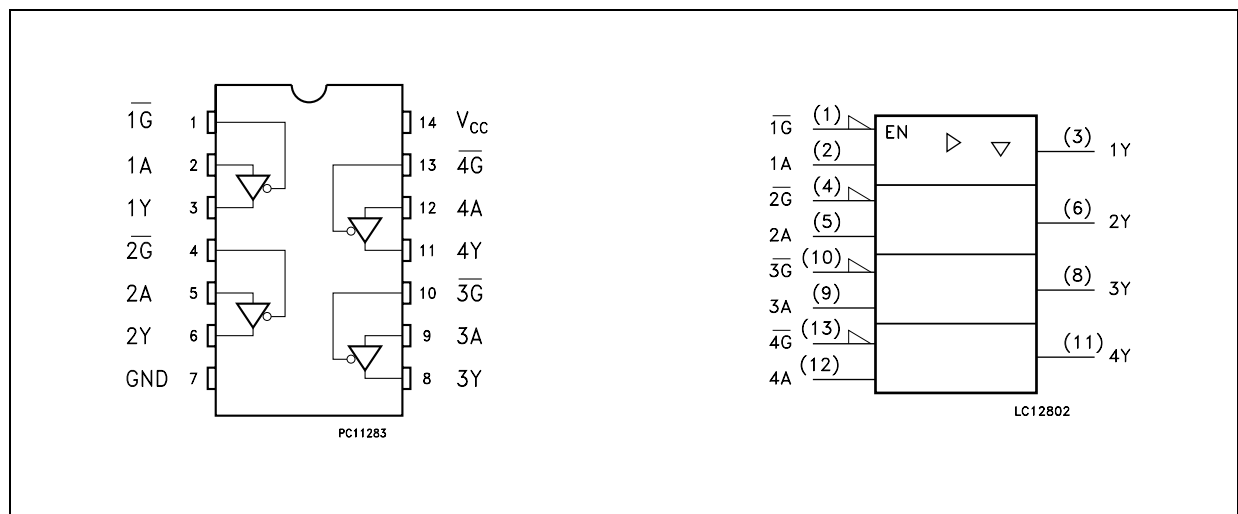 1G̅ 1 14 VCC
1A 2 13 4G̅
1Y 3 12 4A
2G̅ 4 11 4Y
2A 5 10 3G̅
2Y 6 9 3A
GND 7 8 3Y
PC11283
1G̅ (1) EN (3) 1Y
1A (2)
2G̅ (4) (6) 2Y
2A (5)
3G̅ (10) (8) 3Y
3A (9)
4G̅ (13) (11) 4Y
4A (12)
LC12802